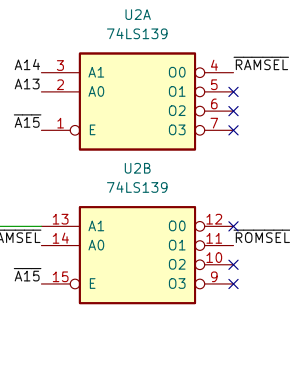 U2A
74LS139
A14 3 A1 O0 4 RAMSEL
A13 2 A0 O1 5
O2 6
A15 1 E O3 7
U2B
74LS139
13 A1 O0 12
AMSEL 14 A0 O1 11 ROMSEL
O2 10
A15 15 E O3 9